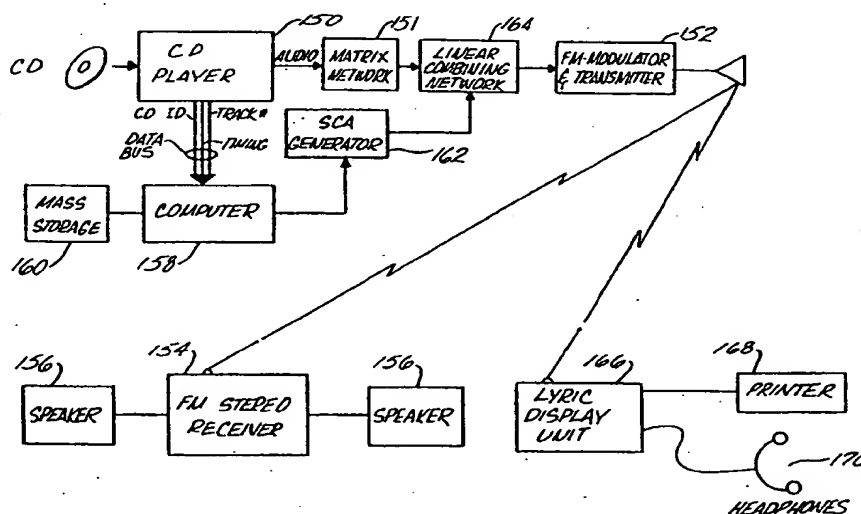 150
151
164
152
CD
CD
PLAYER
AUDIO
MATRIX
NETWORK
LINEAR
COMBINING
NETWORK
FM-MODULATOR
& TRANSMITTER
CD ID
TRACK#
TIMING
DATA
BUS
SCA
GENERATOR
162
MASS
STORAGE
COMPUTER
160
158
154
156
156
166
168
SPEAKER
FM STEREO
RECEIVER
SPEAKER
LYRIC
DISPLAY
UNIT
PRINTER
170
HEADPHONES